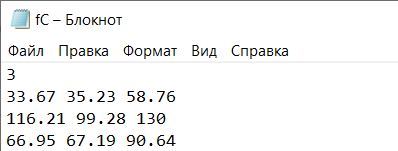 fC – Блокнот
Файл Правка Формат Вид Справка
3
33.67 35.23 58.76
116.21 99.28 130
66.95 67.19 90.64